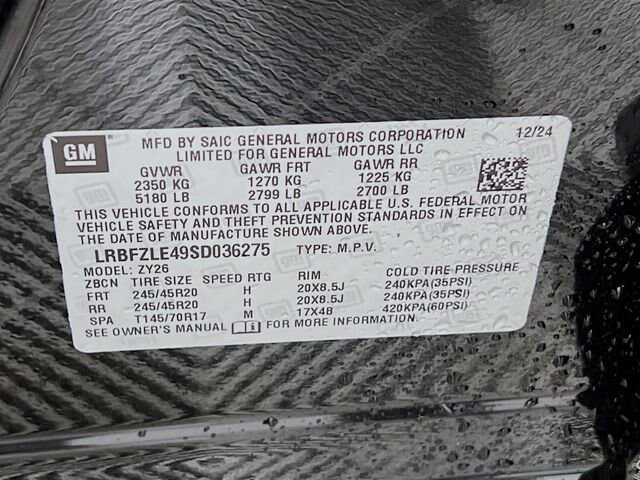 GM
MFD BY SAIC GENERAL MOTORS CORPORATION 12/24
LIMITED FOR GENERAL MOTORS LLC
GVWR GAWR FRT GAWR RR
2350 KG 1270 KG 1225 KG
5180 LB 2799 LB 2700 LB
THIS VEHICLE CONFORMS TO ALL APPLICABLE U.S. FEDERAL MOTOR
VEHICLE SAFETY AND THEFT PREVENTION STANDARDS IN EFFECT ON
THE DATE OF MANUFACTURE SHOWN ABOVE.
LRBFZLE49SD036275 TYPE: M.P.V.
MODEL: ZY26
ZBCN TIRE SIZE SPEED RTG RIM COLD TIRE PRESSURE
FRT 245/45R20 H 20X8.5J 240KPA(35PSI)
RR 245/45R20 H 20X8.5J 240KPA(35PSI)
SPA T145/70R17 M 17X4B 420KPA(60PSI)
SEE OWNER'S MANUAL FOR MORE INFORMATION.